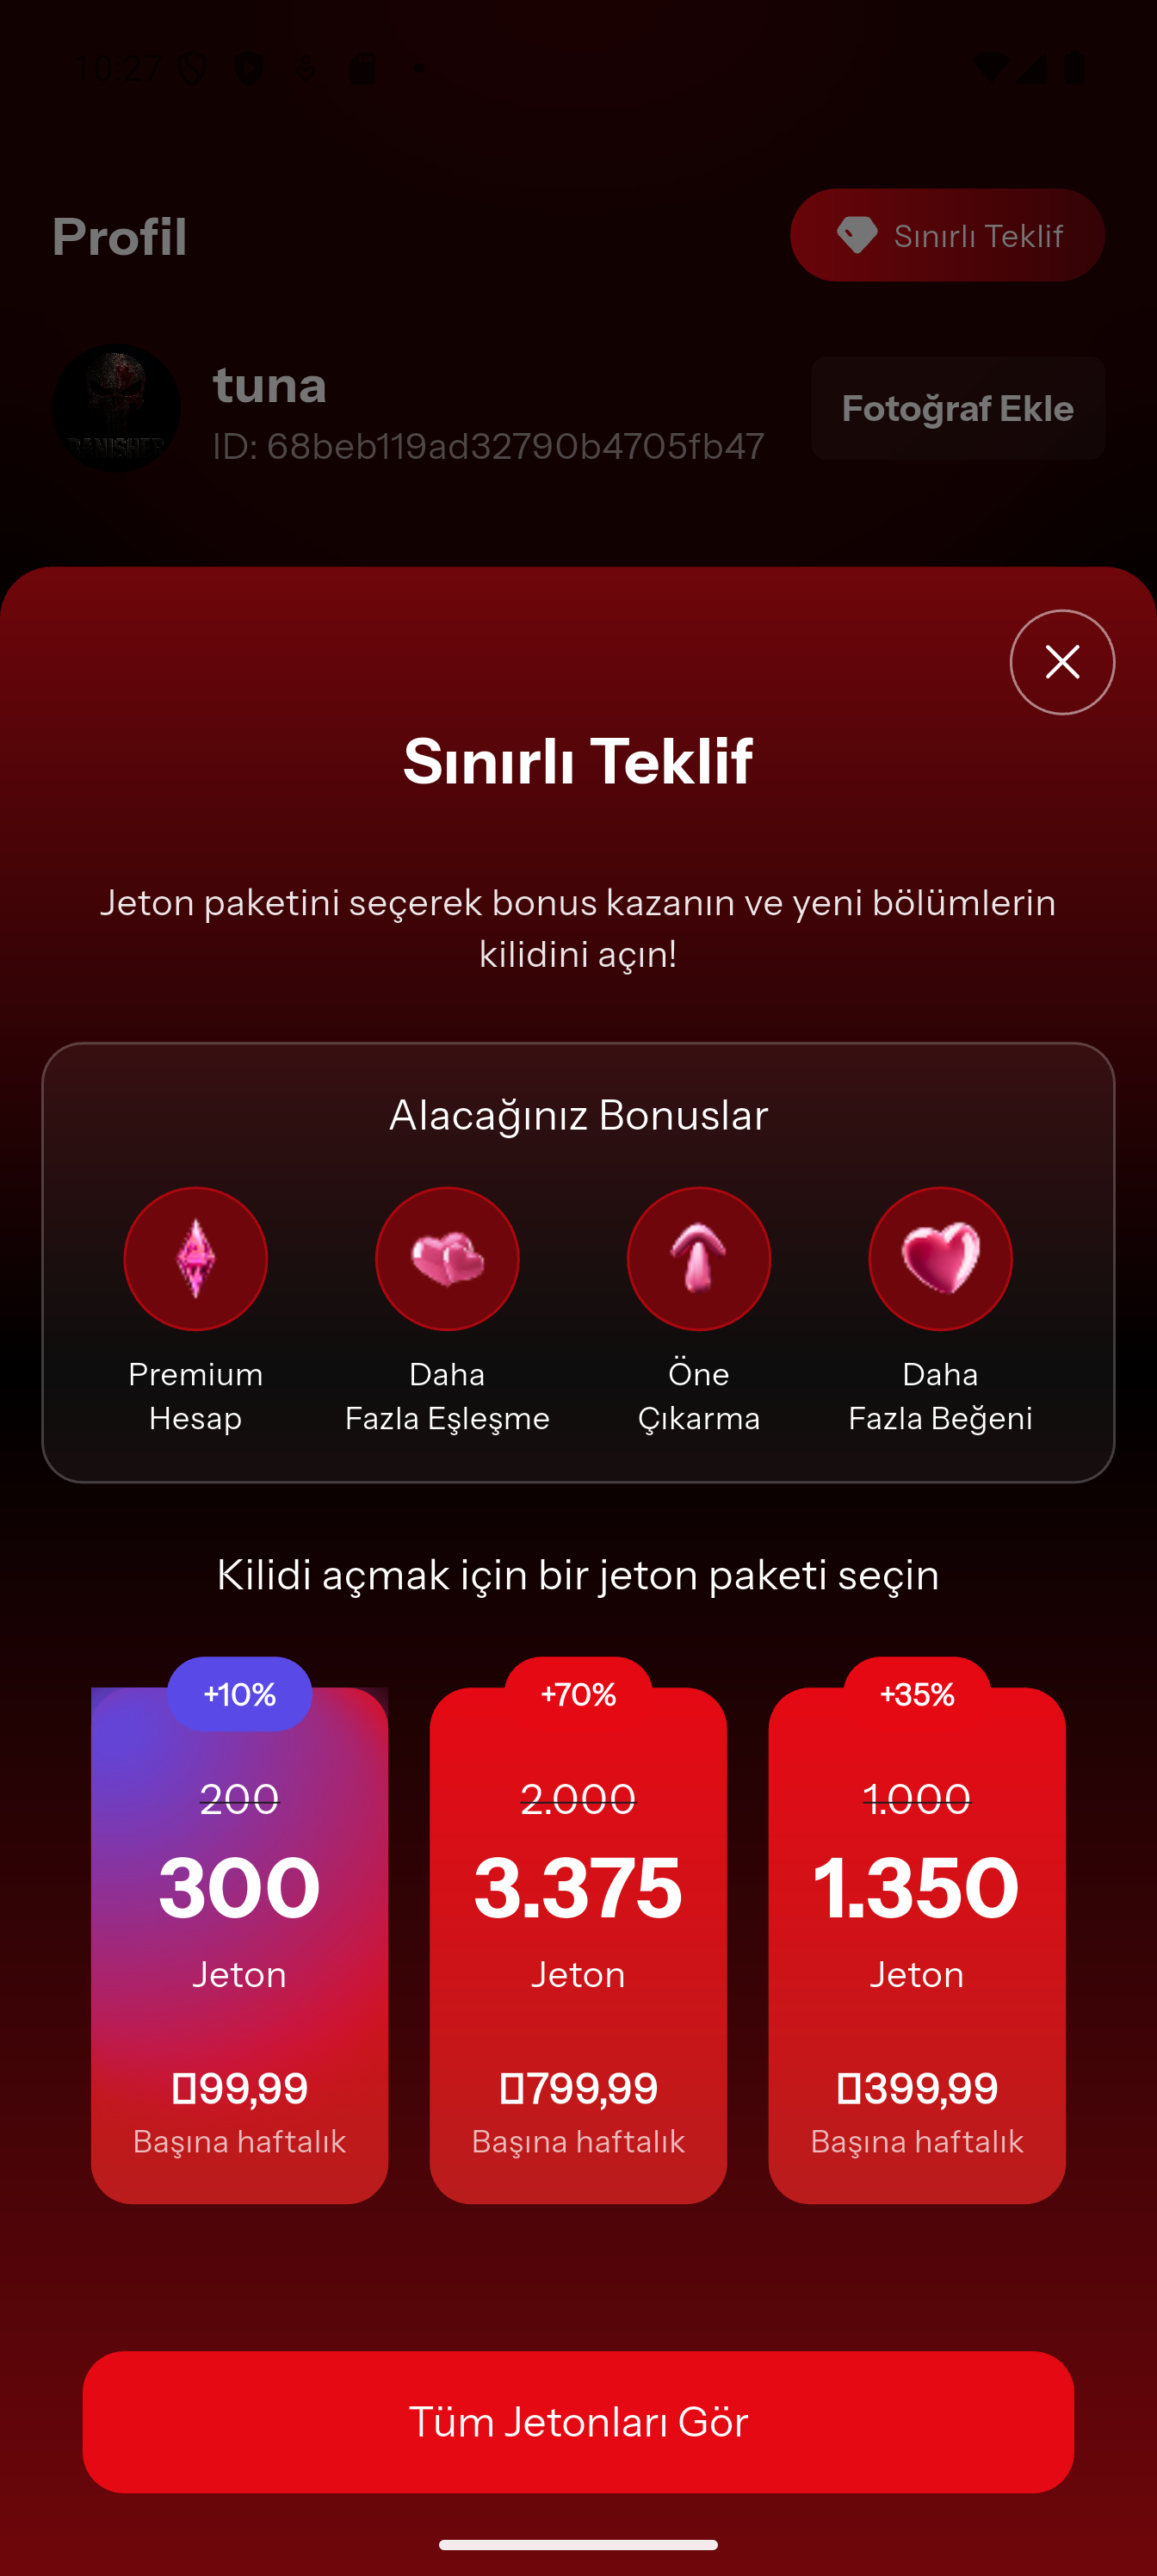 10:27
Profil
Sınırlı Teklif
tuna
ID: 68beb119ad32790b4705fb47
Fotoğraf Ekle
Sınırlı Teklif
Jeton paketini seçerek bonus kazanın ve yeni bölümlerin
kilidini açın!
Alacağınız Bonuslar
Premium
Hesap
Daha
Fazla Eşleşme
Öne
Çıkarma
Daha
Fazla Beğeni
Kilidi açmak için bir jeton paketi seçin
+10%
200
300
Jeton
99,99
Başına haftalık
+70%
2.000
3.375
Jeton
799,99
Başına haftalık
+35%
1.000
1.350
Jeton
399,99
Başına haftalık
Tüm Jetonları Gör